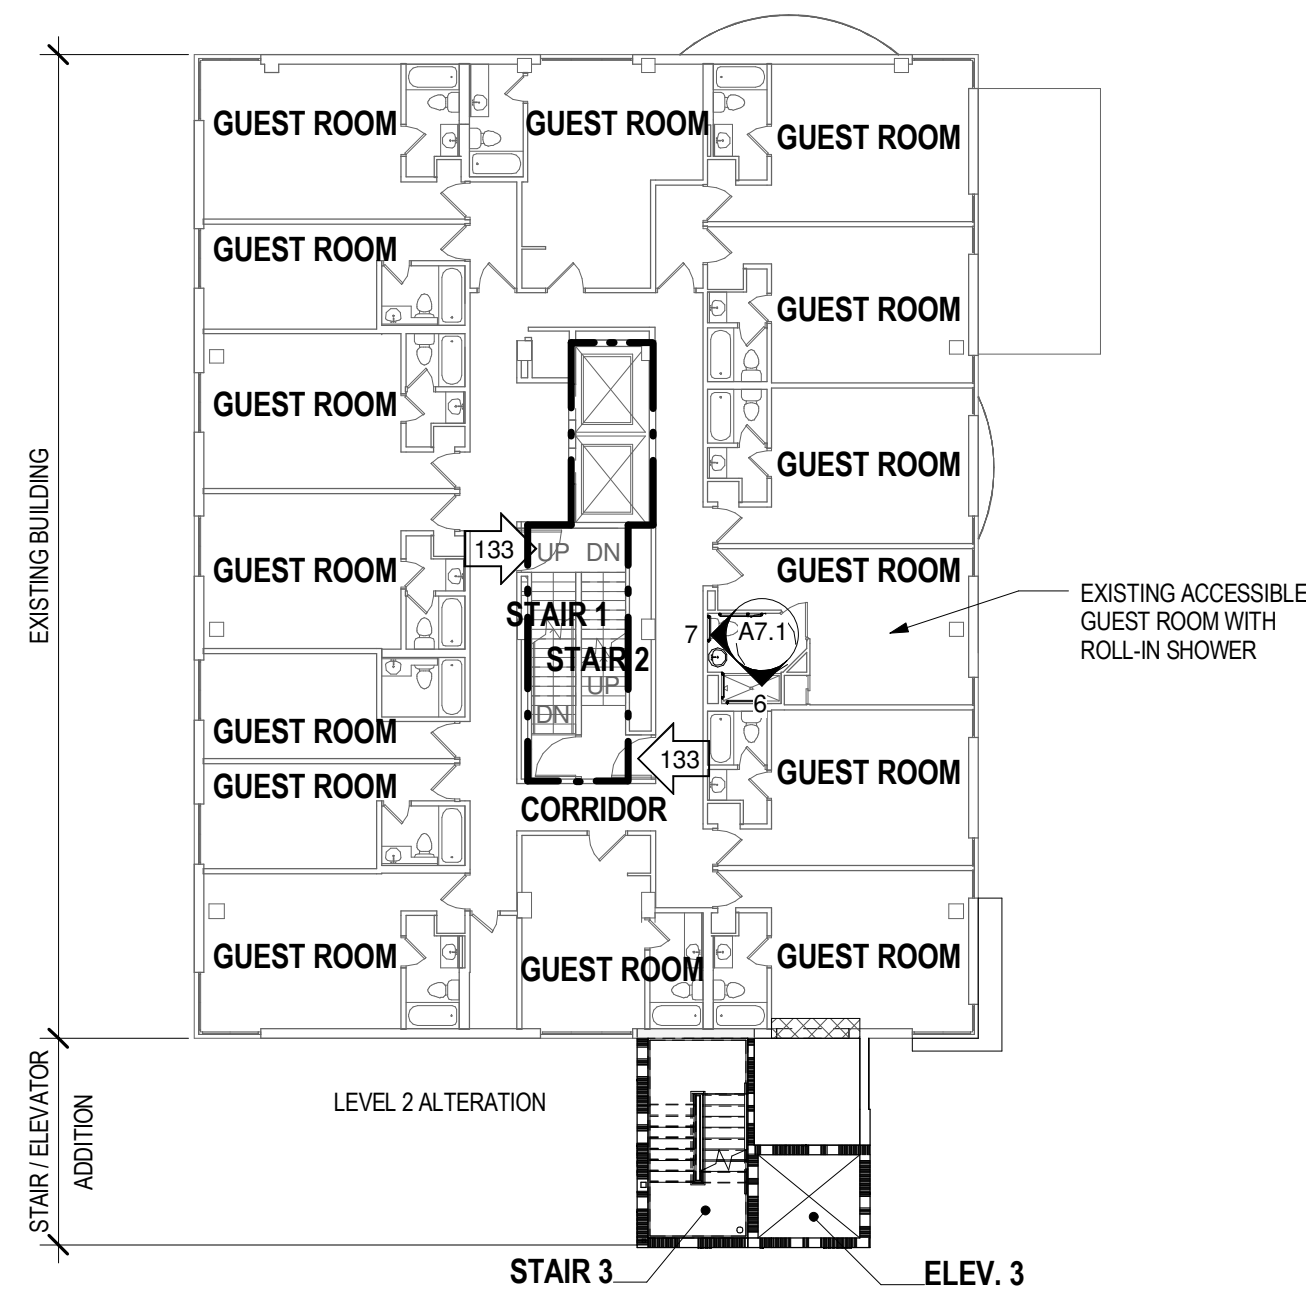 GUEST ROOM
GUEST ROOM
GUEST ROOM
GUEST ROOM
GUEST ROOM
GUEST ROOM
GUEST ROOM
EXISTING BUILDING
133
UP
DN
GUEST ROOM
GUEST ROOM
EXISTING ACCESSIBLE
GUEST ROOM WITH
ROLL-IN SHOWER
STAIR 1
7
A7.1
STAIR 2
UP
6
DN
GUEST ROOM
133
GUEST ROOM
GUEST ROOM
CORRIDOR
GUEST ROOM
GUEST ROOM
GUEST ROOM
STAIR / ELEVATOR
ADDITION
LEVEL 2 ALTERATION
STAIR 3
ELEV. 3